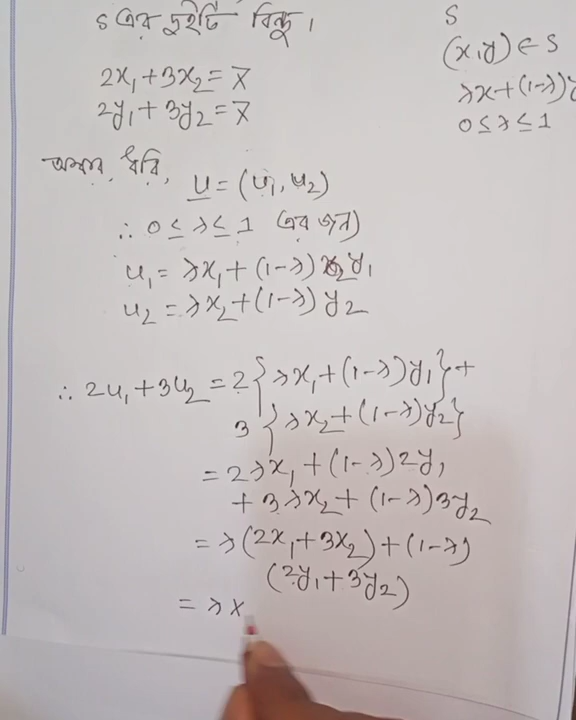 S এর দুইটি বিন্দু।
2x₁+3x₂=7
2y₁+3y₂=7
ধরি, u=(u₁,u₂)
∴ 0≤λ≤1 এর জন্য
u₁=λx₁+(1-λ)y₁
u₂=λx₂+(1-λ)y₂
∴ 2u₁+3u₂=2{λx₁+(1-λ)y₁}+
3{λx₂+(1-λ)y₂}
=2λx₁+(1-λ)2y₁
+3λx₂+(1-λ)3y₂
=λ(2x₁+3x₂)+(1-λ)
(2y₁+3y₂)
=λx
S
(x,y)∈S
λx+(1-λ)y
0≤λ≤1